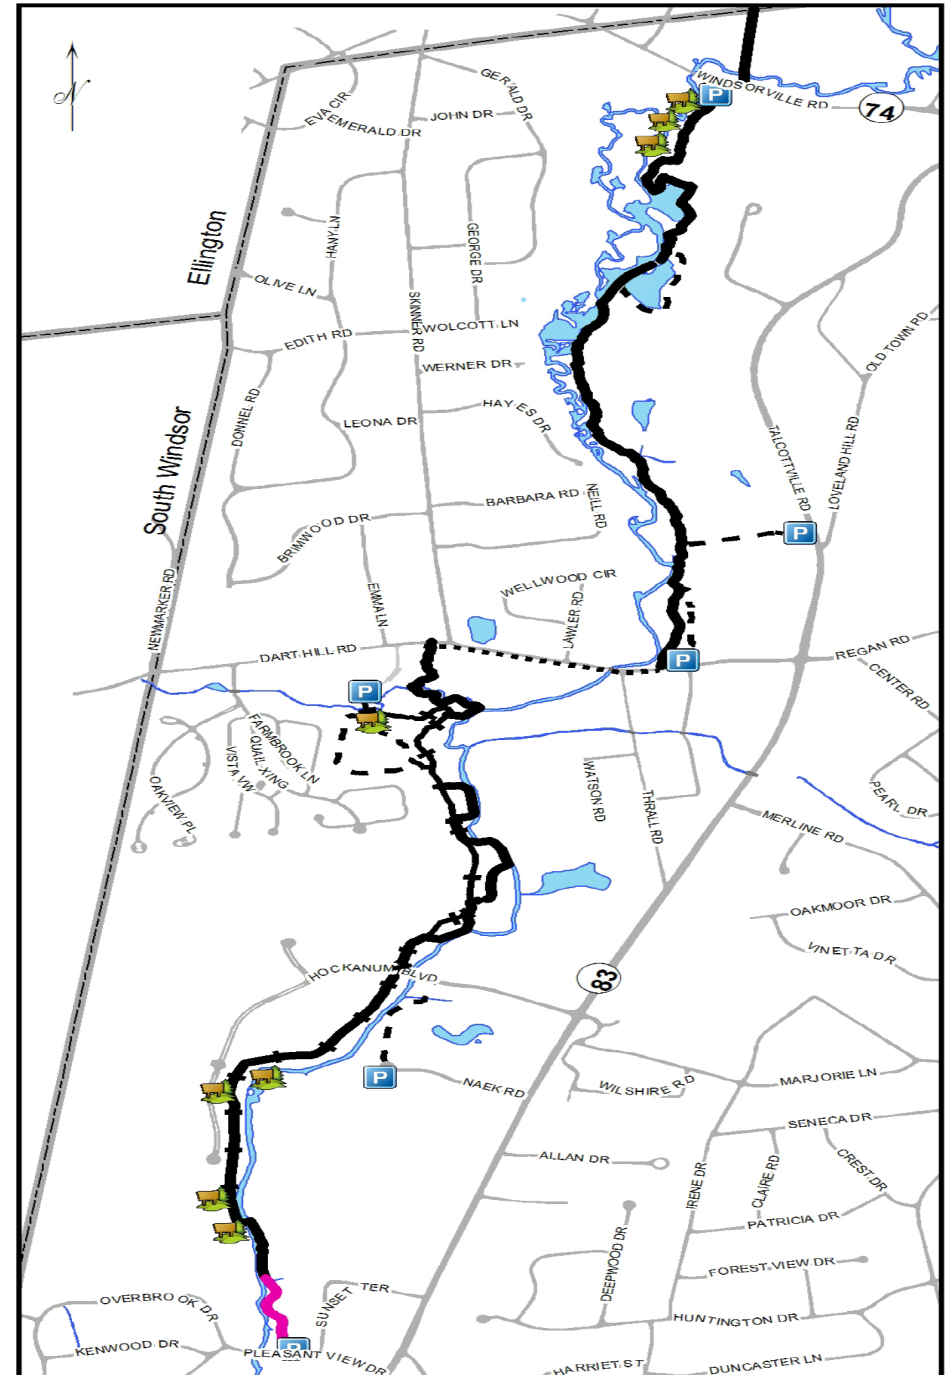 N
GERALD DR
WINDSORVILLE RD
P
74
EVA CIR
EMERALD DR
JOHN DR
Ellington
HANY LN
GEORGE DR
OLIVE LN
SKINNER RD
EDITH RD
WOLCOTT LN
OLD TOWN RD
WERNER DR
DONNEL RD
LEONA DR
HAYES DR
TALCOTTVILLE RD
LOVELAND HILL RD
South Windsor
BARBARA RD
NEILL RD
BRIMWOOD DR
P
NEWMARKER RD
EMMA LN
WELLWOOD CIR
LAWLER RD
DART HILL RD
P
REGAN RD
CENTER RD
P
FARMBROOK LN
QUAIL XING
VISTA VW
OAKVIEW PL
WATSON RD
THRALL RD
PEARL DR
MERLINE RD
OAKMOOR DR
VINETTA DR
HOCKANUM BLVD
83
P
NAEK RD
WILSHIRE RD
MARJORIE LN
SENECA DR
ALLAN DR
IRENE DR
CLAIRE RD
CREST DR
PATRICIA DR
DEEPWOOD DR
FOREST VIEW DR
OVERBROOK DR
SUNSET TER
HUNTINGTON DR
KENWOOD DR
P
PLEASANT VIEW DR
HARRIET ST
DUNCASTER LN